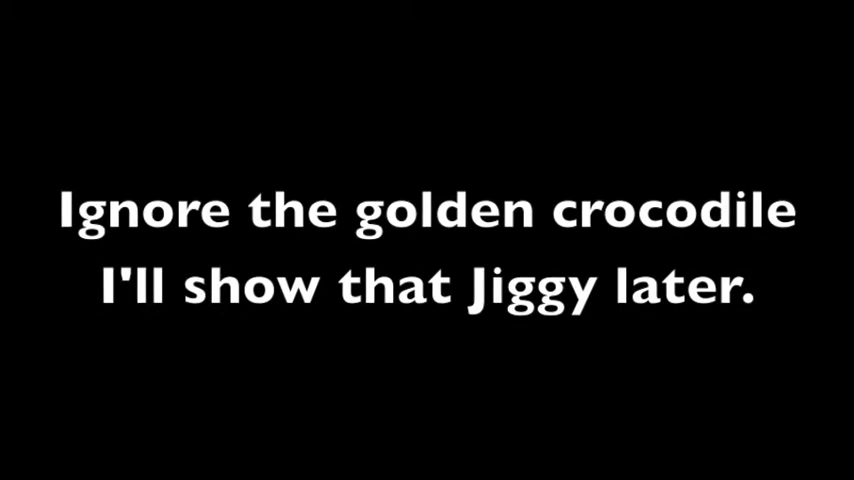 Ignore the golden crocodile
I'll show that Jiggy later.